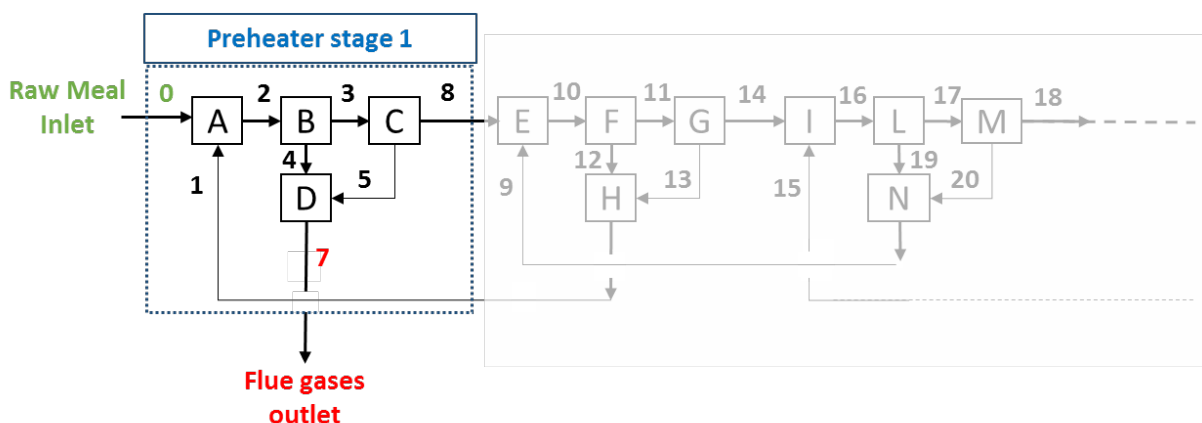 Preheater stage 1
Raw Meal
Inlet
0
2
3
8
10
11
14
16
17
18
A
B
C
E
F
G
I
L
M
1
4
5
9
12
13
15
19
20
D
H
N
7
Flue gases
outlet